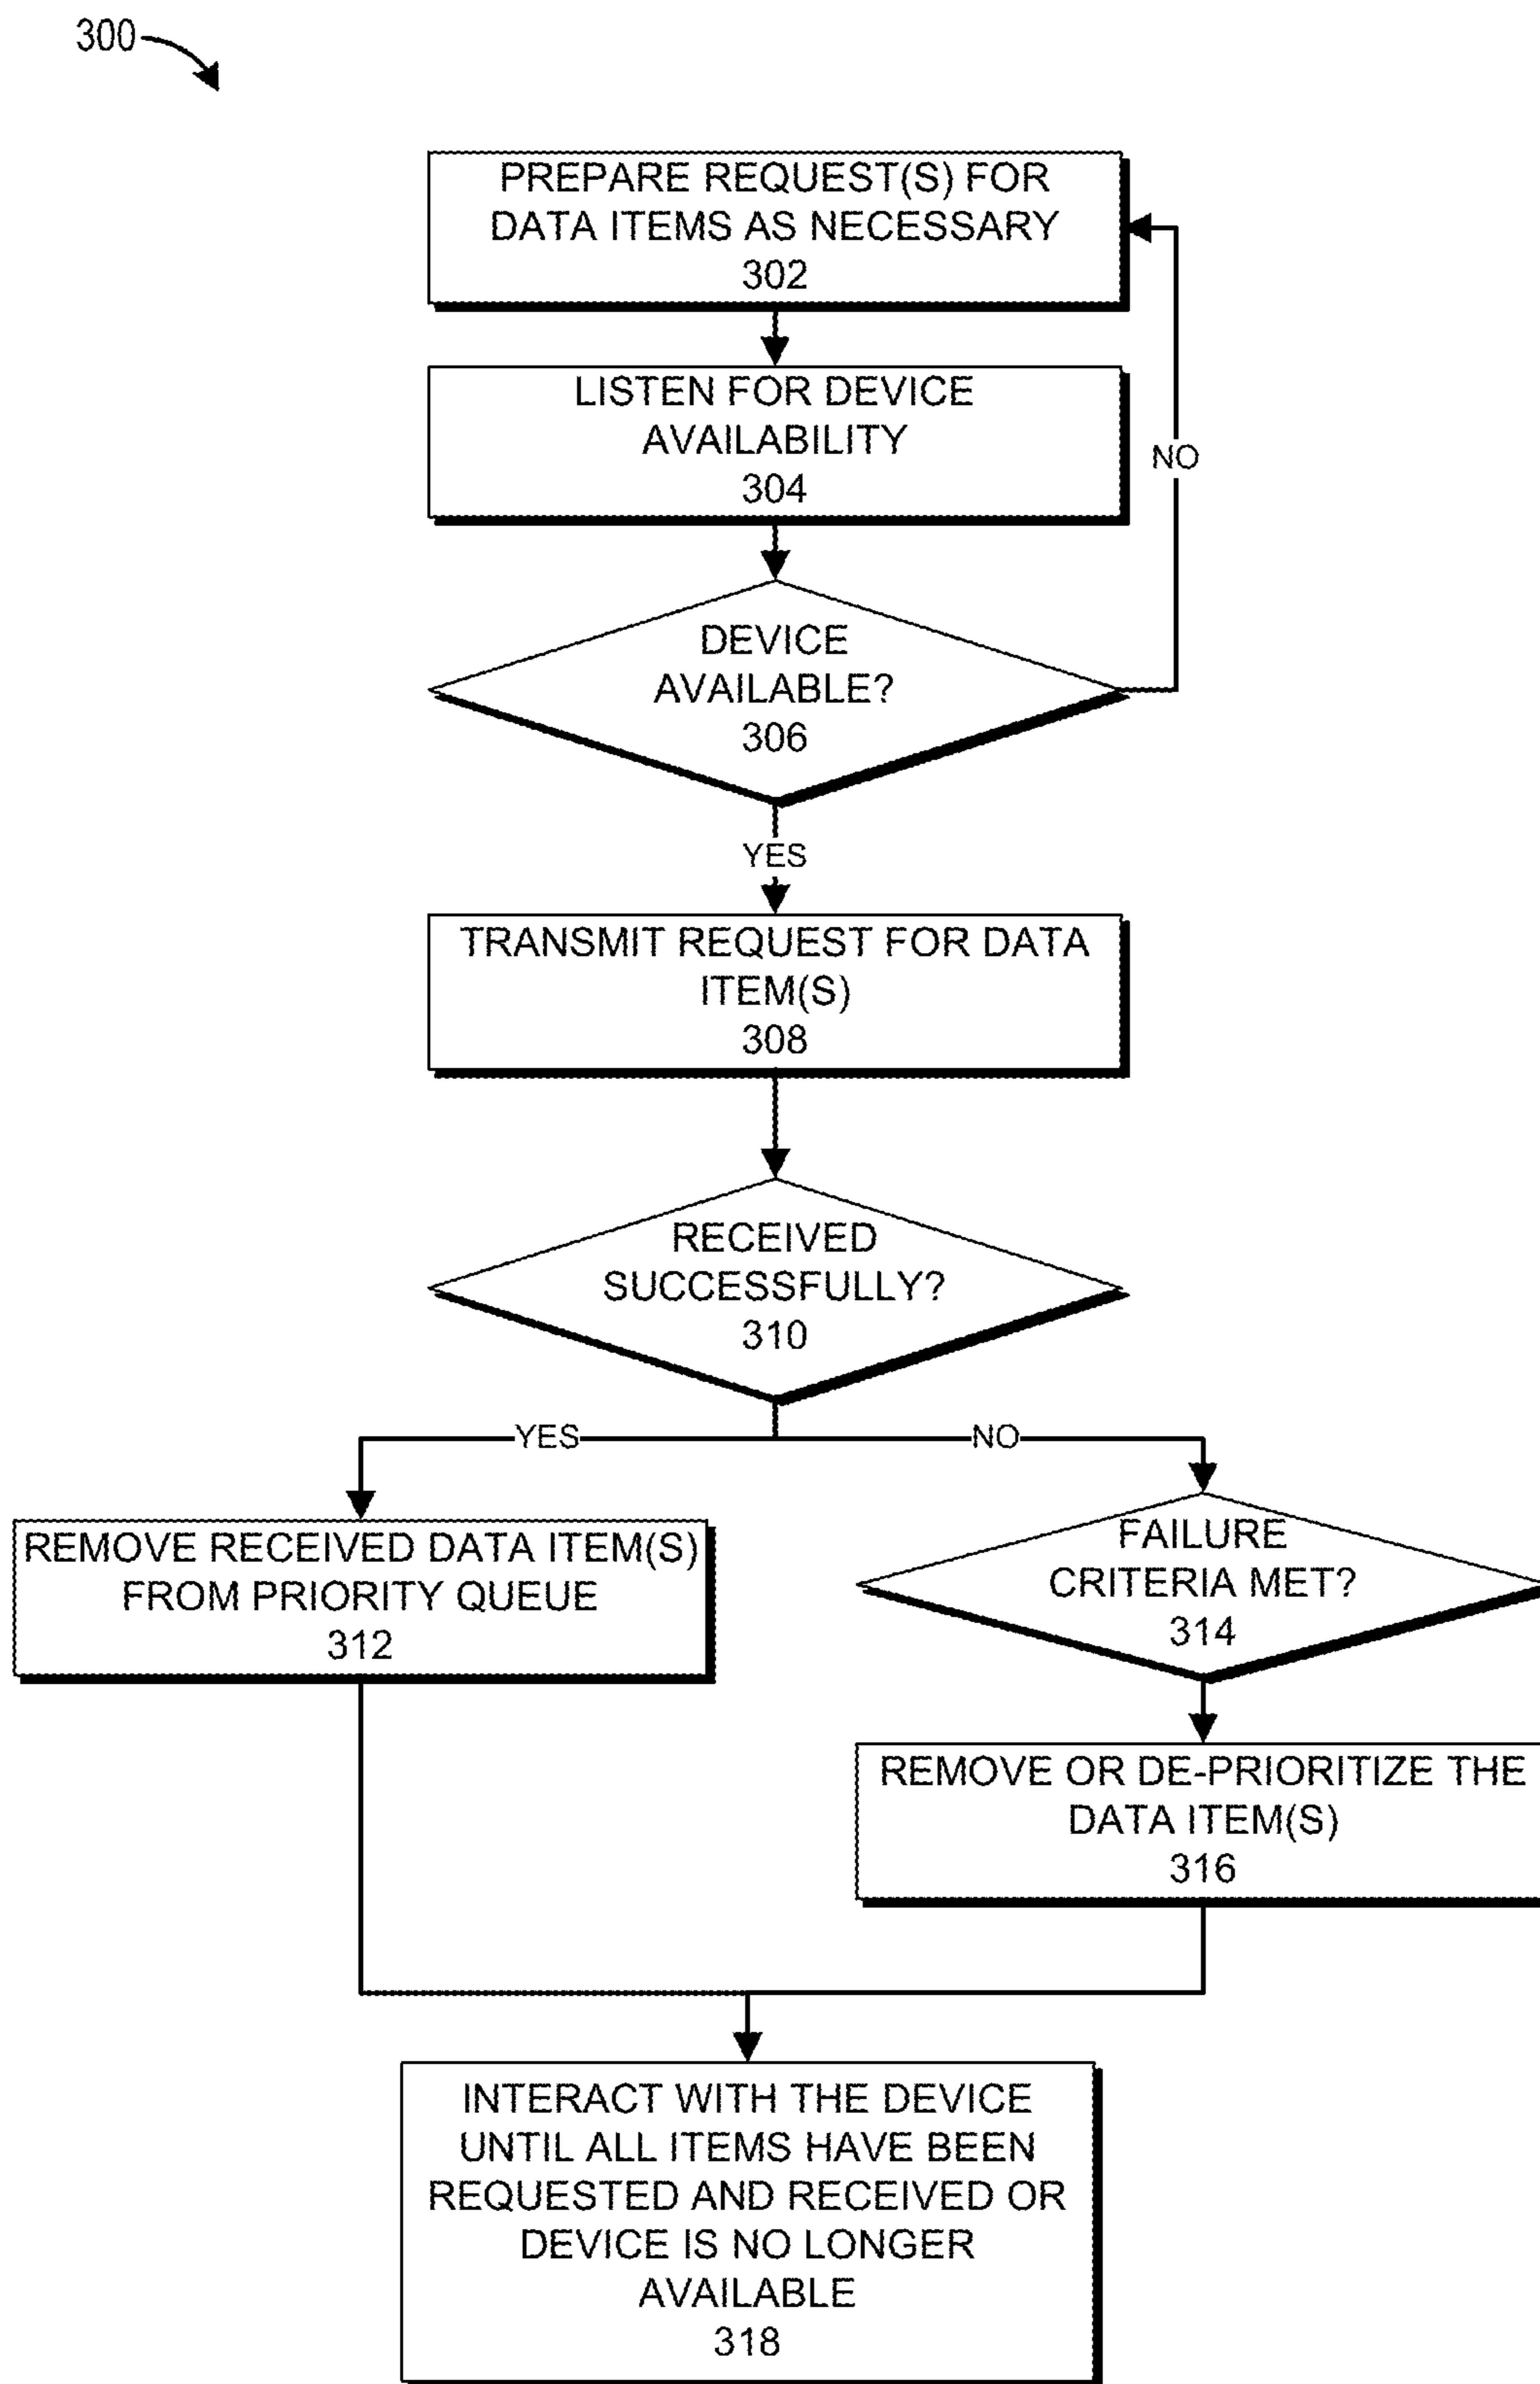 300
PREPARE REQUEST(S) FOR
DATA ITEMS AS NECESSARY
302
LISTEN FOR DEVICE
AVAILABILITY
304
NO
DEVICE
AVAILABLE?
306
YES
TRANSMIT REQUEST FOR DATA
ITEM(S)
308
RECEIVED
SUCCESSFULLY?
310
YES
NO
REMOVE RECEIVED DATA ITEM(S)
FROM PRIORITY QUEUE
312
FAILURE
CRITERIA MET?
314
REMOVE OR DE-PRIORITIZE THE
DATA ITEM(S)
316
INTERACT WITH THE DEVICE
UNTIL ALL ITEMS HAVE BEEN
REQUESTED AND RECEIVED OR
DEVICE IS NO LONGER
AVAILABLE
318